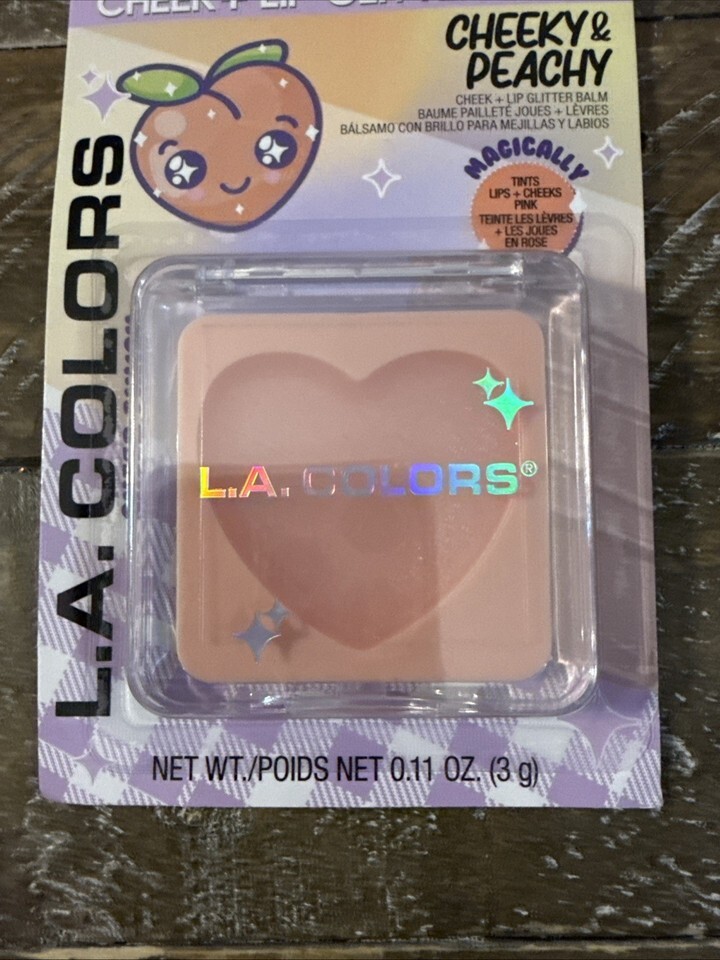 CHEEK + LIP
CHEEKY &
PEACHY
CHEEK + LIP GLITTER BALM
BAUME PAILLETÉ JOUES + LÈVRES
BÁLSAMO CON BRILLO PARA MEJILLAS Y LABIOS
MAGICALLY
TINTS
LIPS + CHEEKS
PINK
TEINTE LES LÈVRES
+ LES JOUES
EN ROSE
L.A. COLORS
L.A. COLORS®
NET WT./POIDS NET 0.11 OZ. (3 g)